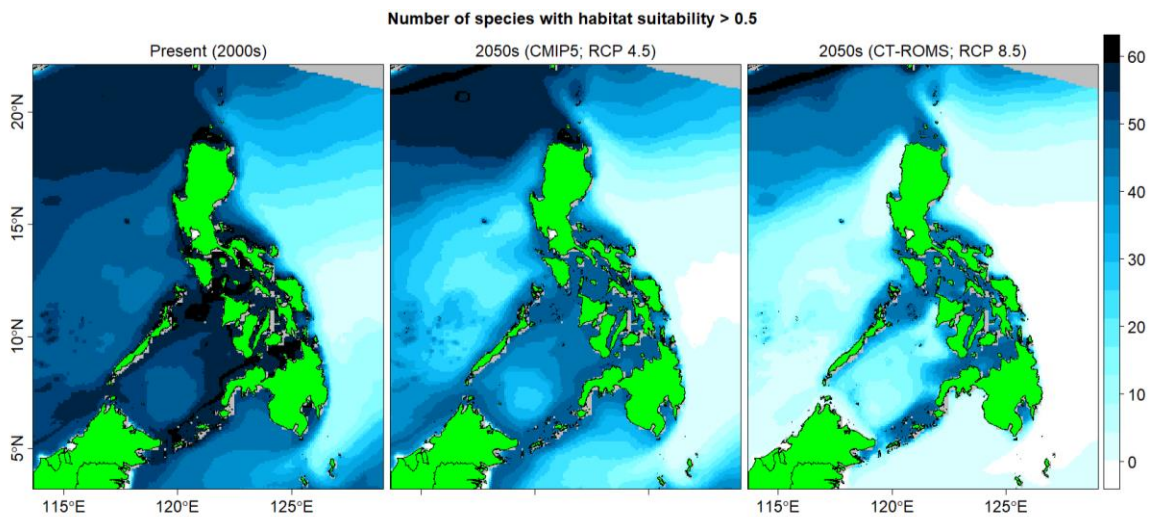 Number of species with habitat suitability > 0.5
Present (2000s)
2050s (CMIP5; RCP 4.5)
2050s (CT-ROMS; RCP 8.5)
20°N
15°N
10°N
5°N
115°E
120°E
125°E
115°E
120°E
125°E
60
50
40
30
20
10
0